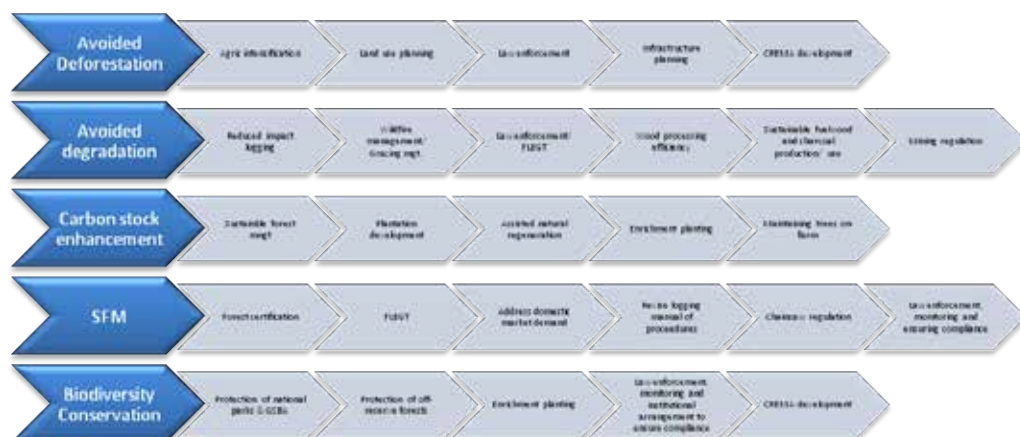 Avoided
Deforestation
Agric intensification
Land use planning
Law enforcement
Infrastructure
planning
CREMA development
Avoided
degradation
Reduced impact
logging
Wildfire
management/
Grazing mgt.
Law enforcement/
FLEGT
Wood processing
efficiency
Sustainable fuelwood
and charcoal
production/ use
Mining regulation
Carbon stock
enhancement
Sustainable forest
mngt
Plantation
development
Assisted natural
regeneration
Enrichment planting
Maintaining trees on
farms
SFM
Forest certification
FLEGT
Address domestic
market demand
Revise logging
manual of
procedures
Chainsaw regulation
Law enforcement,
monitoring and
ensuring compliance
Biodiversity
Conservation
Protection of national
parks & GSBAs
Protection of off-
reserve forests
Enrichment planting
Law enforcement,
monitoring and
institutional
arrangement to
ensure compliance
CREMA development